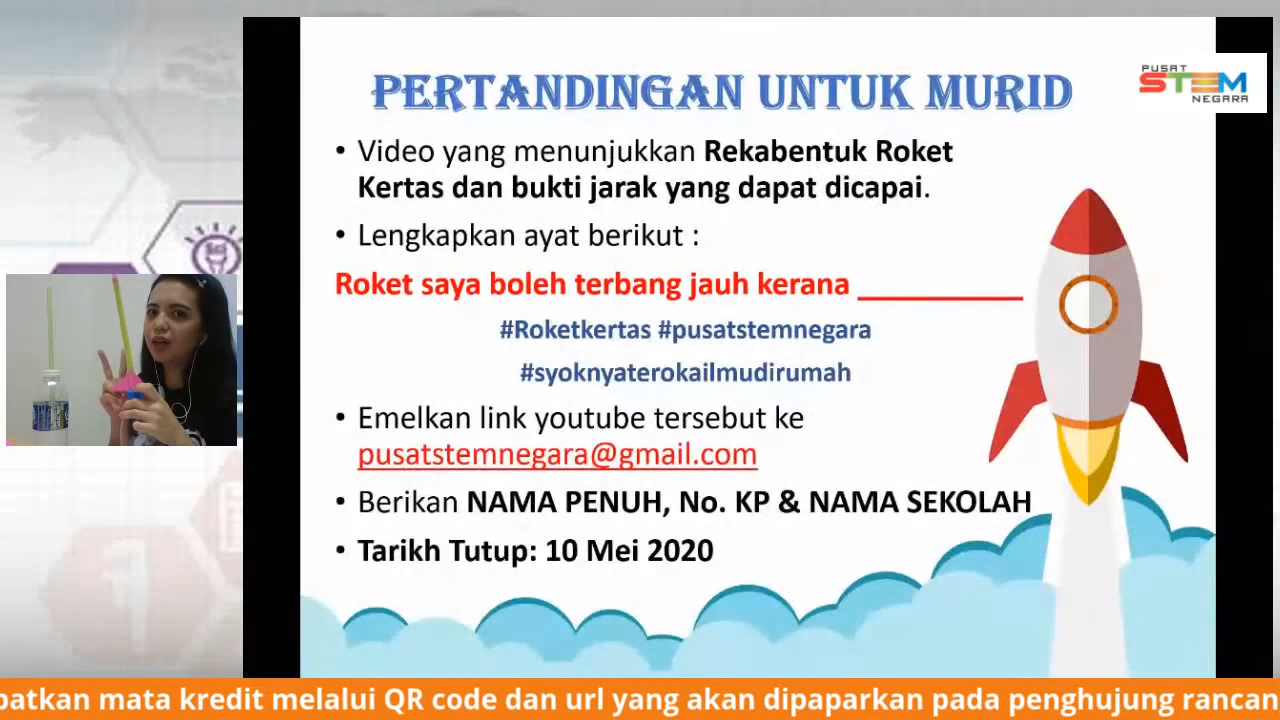 PERTANDINGAN UNTUK MURID
PUSAT
STEM
NEGARA
• Video yang menunjukkan Rekabentuk Roket
Kertas dan bukti jarak yang dapat dicapai.
• Lengkapkan ayat berikut :
Roket saya boleh terbang jauh kerana __________
#Roketkertas #pusatstemnegara
#syoknyaterokailmudirumah
• Emelkan link youtube tersebut ke
pusatstemnegara@gmail.com
• Berikan NAMA PENUH, No. KP & NAMA SEKOLAH
• Tarikh Tutup: 10 Mei 2020
patkan mata kredit melalui QR code dan url yang akan dipaparkan pada penghujung rancan